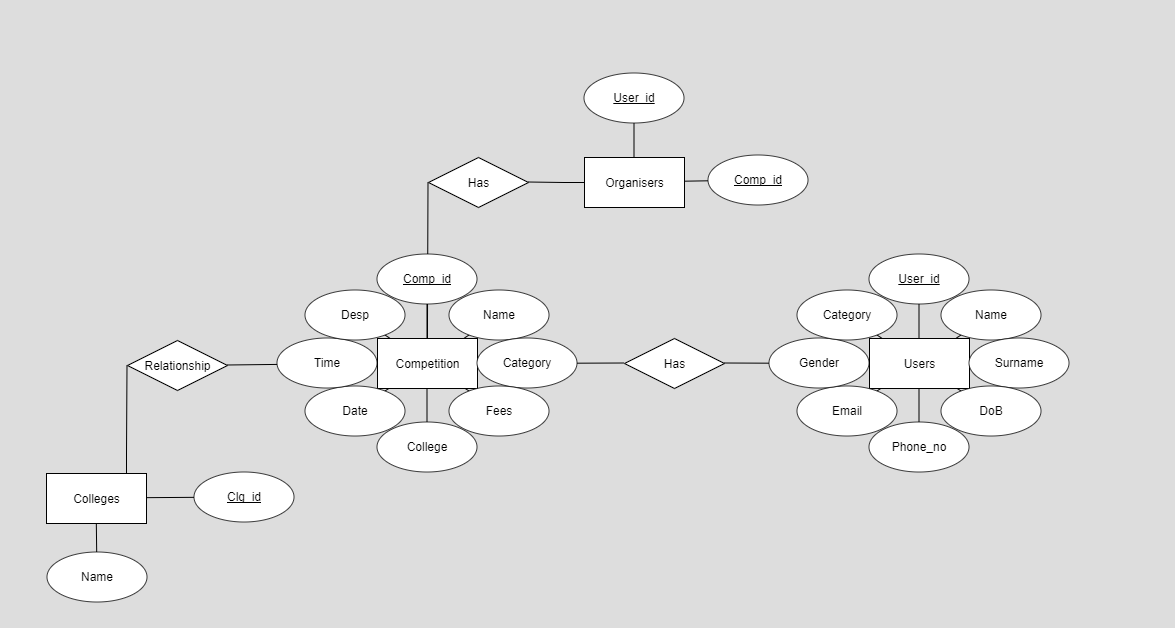 User_id
Has
Organisers
Comp_id
Comp_id
User_id
Desp
Name
Category
Name
Relationship
Time
Competition
Category
Has
Gender
Users
Surname
Date
Fees
Email
DoB
College
Phone_no
Colleges
Clg_id
Name